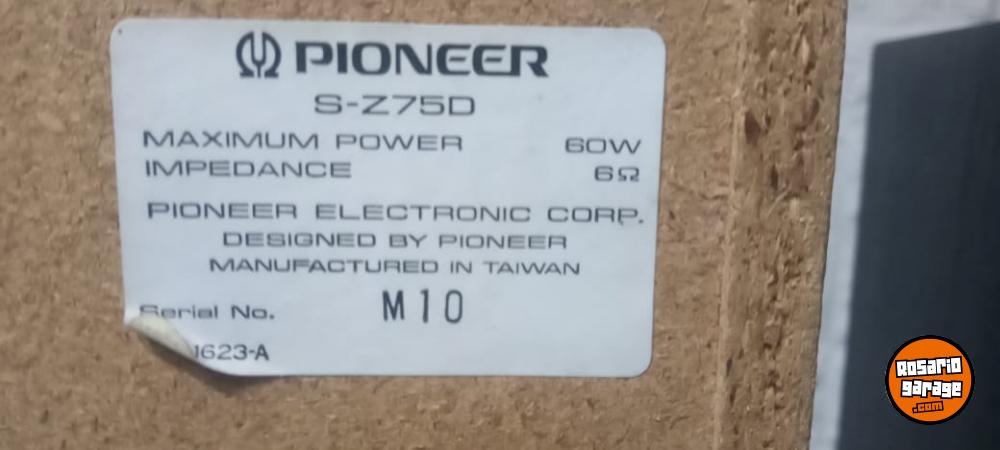 PIONEER
S-Z75D
MAXIMUM POWER 60W
IMPEDANCE 6Ω
PIONEER ELECTRONIC CORP.
DESIGNED BY PIONEER
MANUFACTURED IN TAIWAN
Serial No. M10
1623-A
Rosario
garage
.com